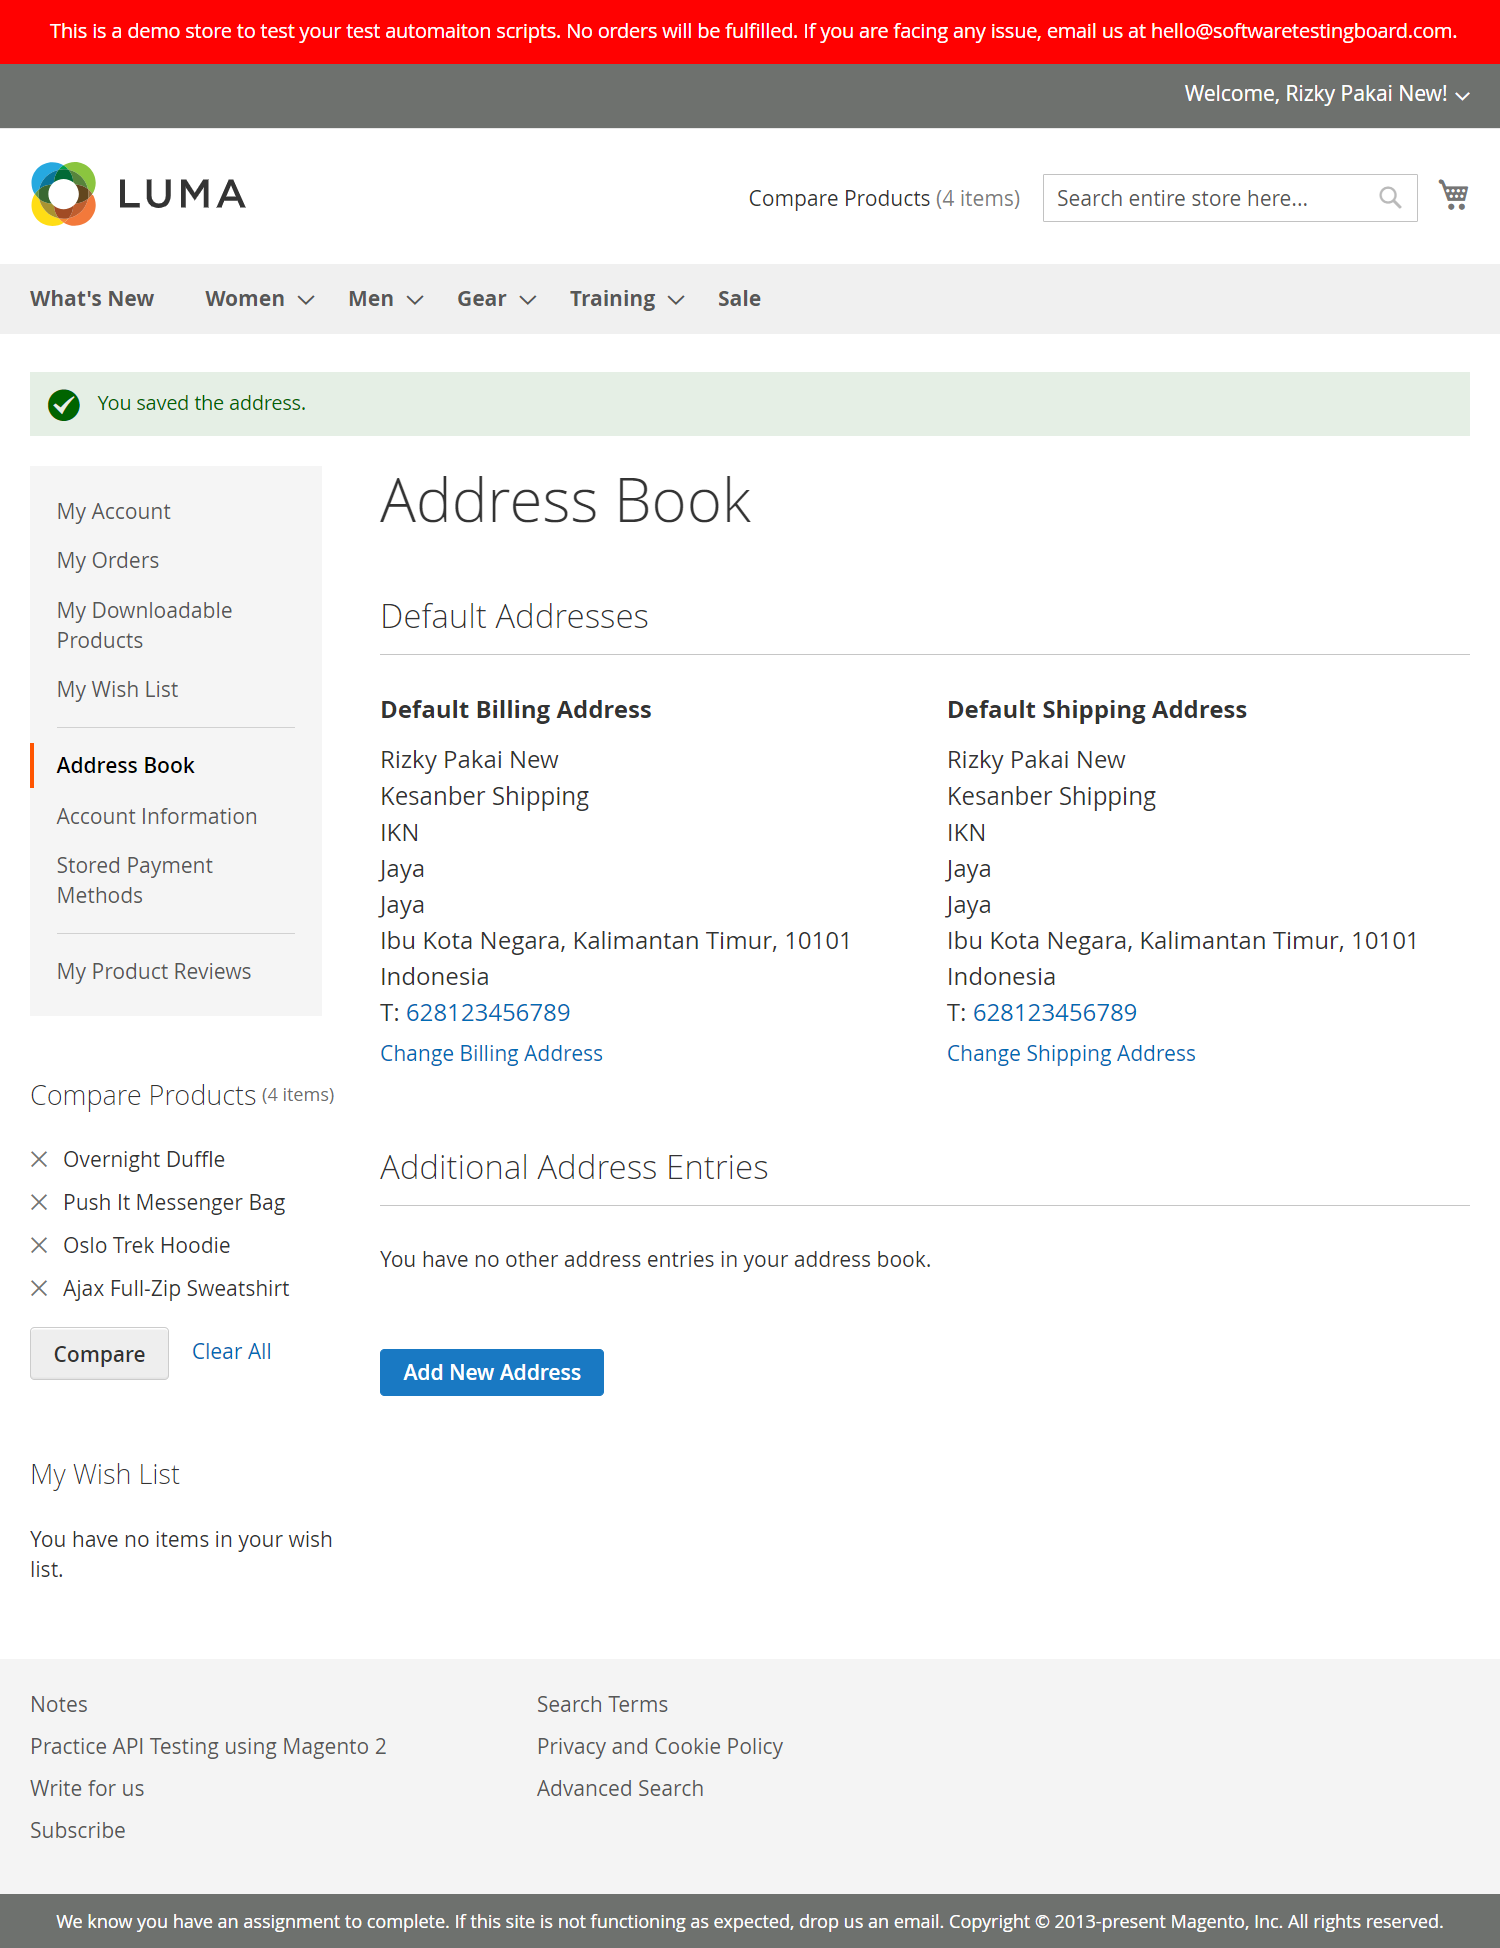 This is a demo store to test your test automaiton scripts. No orders will be fulfilled. If you are facing any issue, email us at hello@softwaretestingboard.com.
Welcome, Rizky Pakai New!
LUMA
Compare Products (4 items)
Search entire store here...
What's New
Women
Men
Gear
Training
Sale
You saved the address.
My Account
My Orders
My Downloadable
Products
My Wish List
Address Book
Account Information
Stored Payment
Methods
My Product Reviews
Compare Products (4 items)
Overnight Duffle
Push It Messenger Bag
Oslo Trek Hoodie
Ajax Full-Zip Sweatshirt
Compare
Clear All
My Wish List
You have no items in your wish
list.
Address Book
Default Addresses
Default Billing Address
Rizky Pakai New
Kesanber Shipping
IKN
Jaya
Jaya
Ibu Kota Negara, Kalimantan Timur, 10101
Indonesia
T: 628123456789
Change Billing Address
Default Shipping Address
Rizky Pakai New
Kesanber Shipping
IKN
Jaya
Jaya
Ibu Kota Negara, Kalimantan Timur, 10101
Indonesia
T: 628123456789
Change Shipping Address
Additional Address Entries
You have no other address entries in your address book.
Add New Address
Notes
Practice API Testing using Magento 2
Write for us
Subscribe
Search Terms
Privacy and Cookie Policy
Advanced Search
We know you have an assignment to complete. If this site is not functioning as expected, drop us an email. Copyright © 2013-present Magento, Inc. All rights reserved.